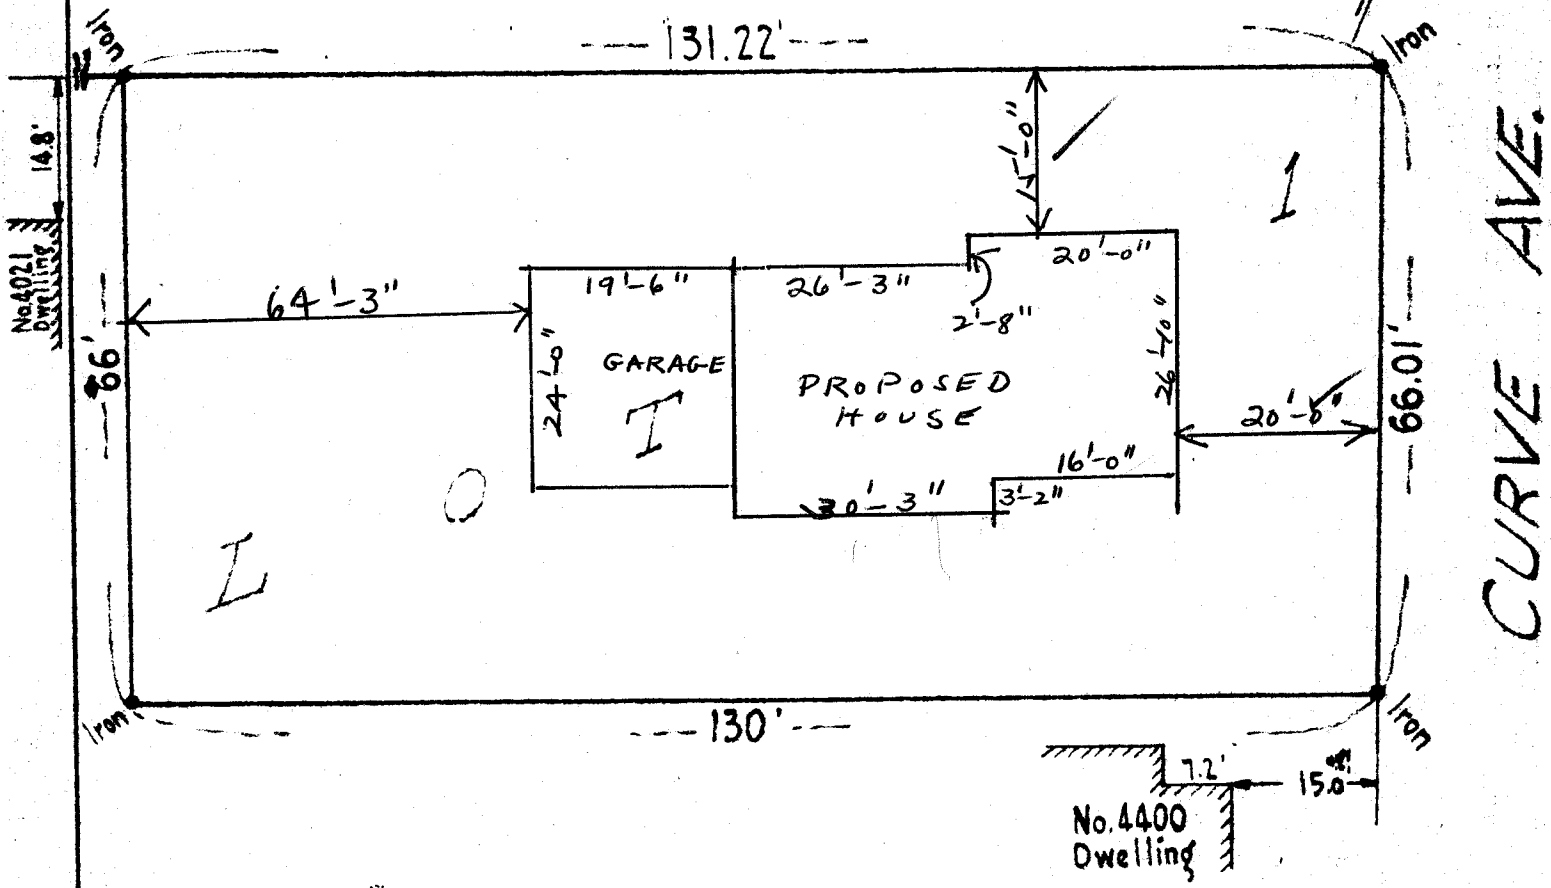 Iron
131.22'
Iron
14.8'
15'-0"
1
No.4021
Dwelling
64'-3"
19'-6"
26'-3"
20'-0"
2'-8"
66'
24'-0"
GARAGE
PROPOSED
HOUSE
26'-10"
20'-0"
66.01'
CURVE AVE.
16'-0"
3'-2"
30'-3"
L O T
Iron
130'
Iron
7.2'
15.0'
No.4400
Dwelling